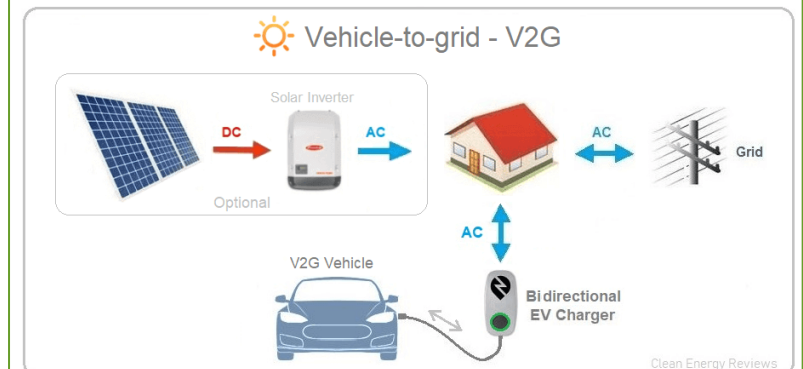 Vehicle-to-grid - V2G
Solar Inverter
DC
AC
AC
Grid
Optional
AC
V2G Vehicle
Bidirectional
EV Charger
Clean Energy Reviews